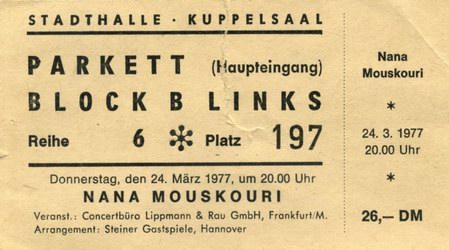 STADTHALLE · KUPPELSAAL
PARKETT (Haupteingang)
BLOCK B LINKS
Reihe 6 * Platz 197
Donnerstag, den 24. März 1977, um 20.00 Uhr
NANA MOUSKOURI
Veranst.: Concertbüro Lippmann & Rau GmbH, Frankfurt/M.
Arrangement: Steiner Gastspiele, Hannover
Nana
Mouskouri
*
24. 3. 1977
20.00 Uhr
*
26,— DM